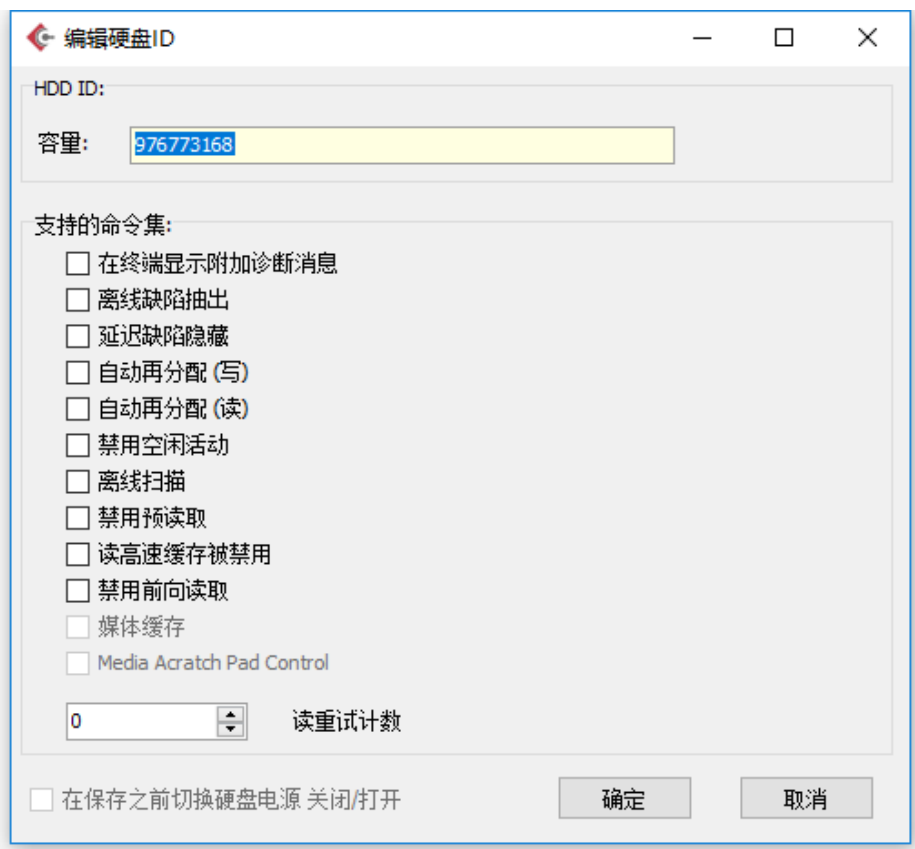 编辑硬盘ID
HDD ID:
容量: 976773168
支持的命令集:
在终端显示附加诊断消息
离线缺陷抽出
延迟缺陷隐藏
自动再分配 (写)
自动再分配 (读)
禁用空闲活动
离线扫描
禁用预读取
读高速缓存被禁用
禁用前向读取
媒体缓存
Media Acratch Pad Control
0 读重试计数
在保存之前切换硬盘电源 关闭/打开 确定 取消